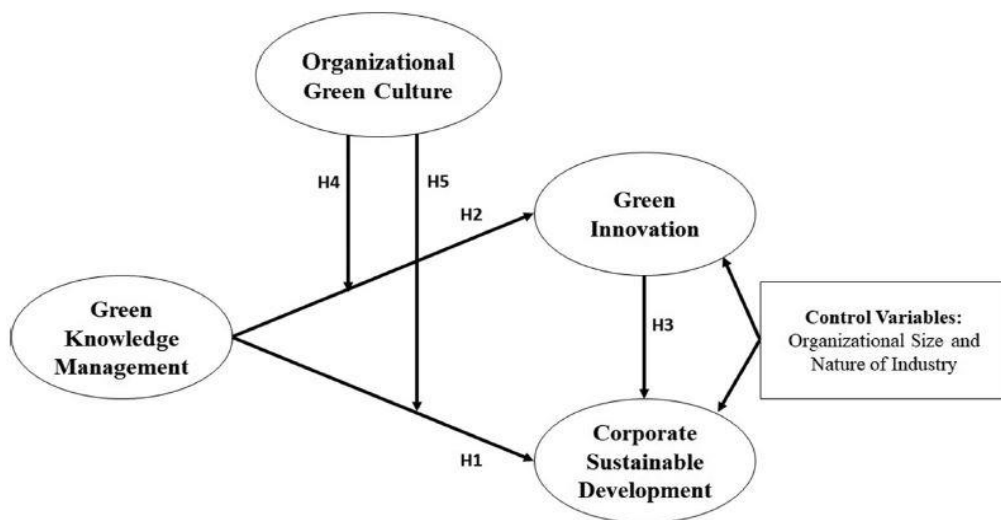 Organizational
Green Culture
H4
H5
H2
Green
Innovation
Green
Knowledge
Management
H3
Control Variables:
Organizational Size and
Nature of Industry
H1
Corporate
Sustainable
Development